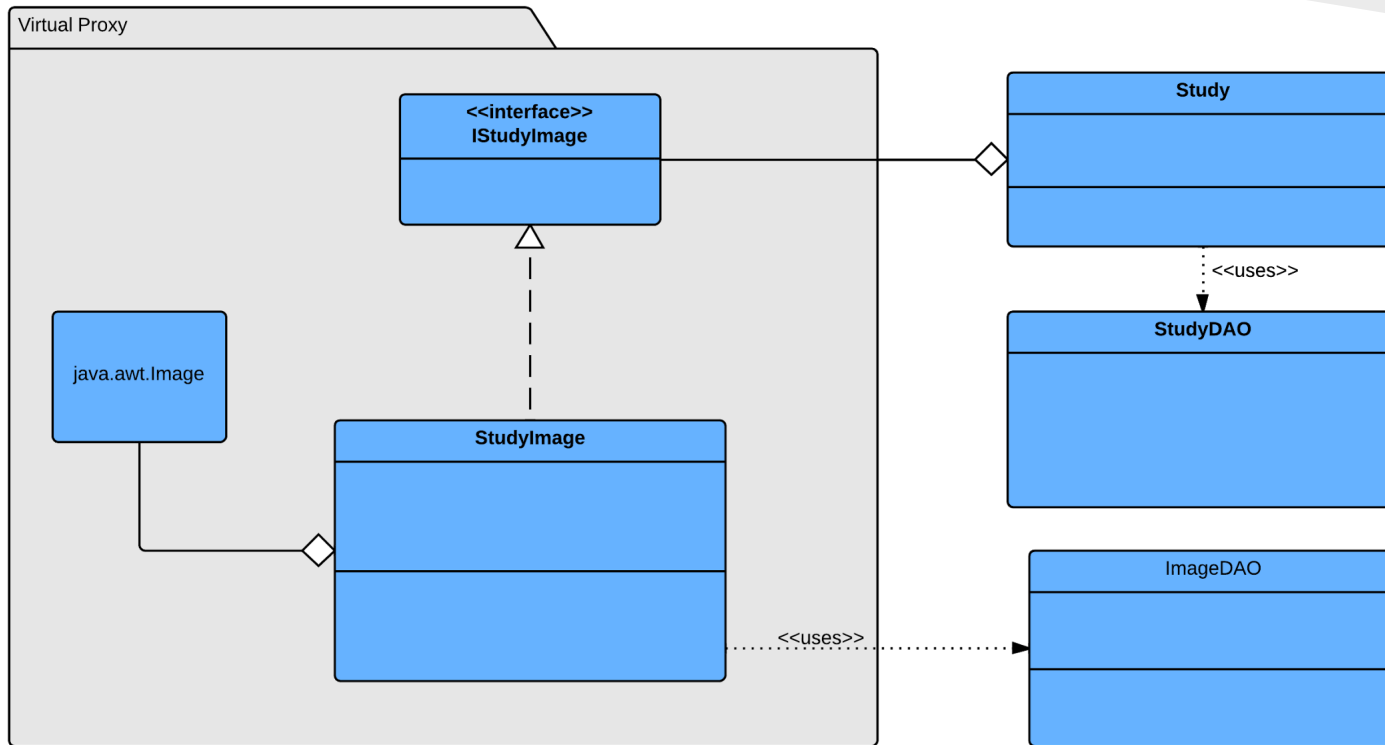 Virtual Proxy
<<interface>>
IStudyImage
Study
<<uses>>
StudyDAO
java.awt.Image
StudyImage
ImageDAO
<<uses>>